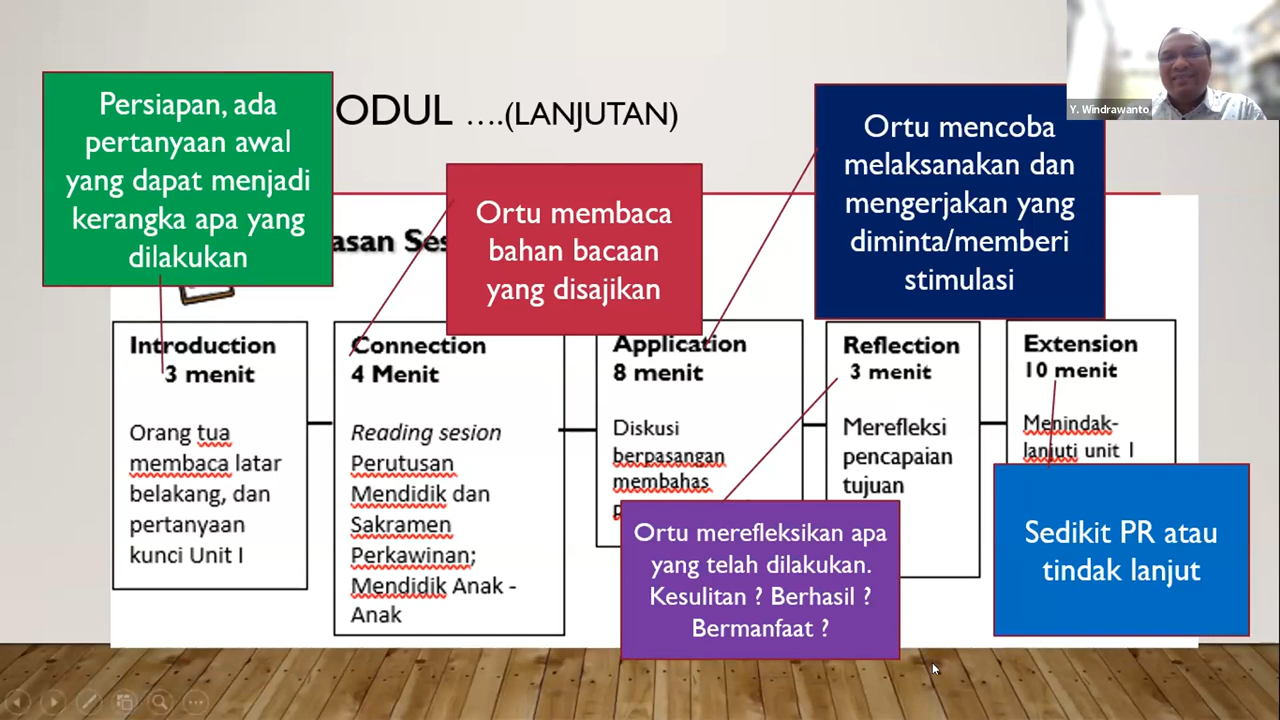 Persiapan, ada
pertanyaan awal
yang dapat menjadi
kerangka apa yang
dilakukan
ODUL ....(LANJUTAN)
Ortu membaca
bahan bacaan
yang disajikan
Ortu mencoba
melaksanakan dan
mengerjakan yang
diminta/memberi
stimulasi
Y. Windrawanto
asan Ses
Introduction
3 menit
Orang tua
membaca latar
belakang, dan
pertanyaan
kunci Unit I
Connection
4 Menit
Reading sesion
Perutusan
Mendidik dan
Sakramen
Perkawinan;
Mendidik Anak -
Anak
Application
8 menit
Diskusi
berpasangan
membahas
Reflection
3 menit
Merefleksi
pencapaian
tujuan
Extension
10 menit
Menindak-
lanjuti unit I
Ortu merefleksikan apa
yang telah dilakukan.
Kesulitan ? Berhasil ?
Bermanfaat ?
Sedikit PR atau
tindak lanjut